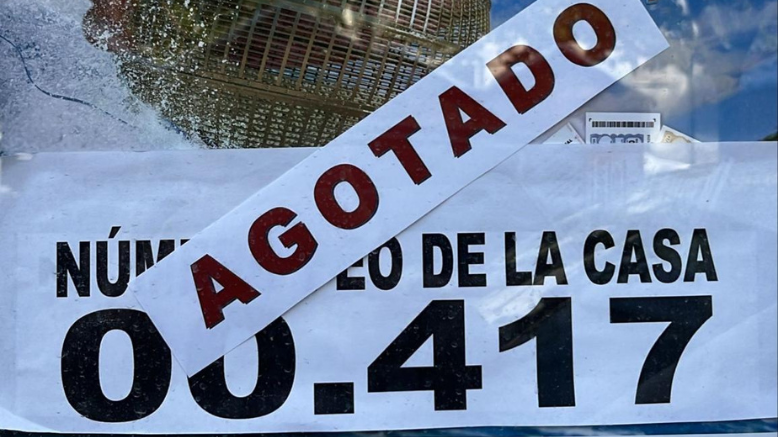 AGOTADO
DE LA CASA
00.417